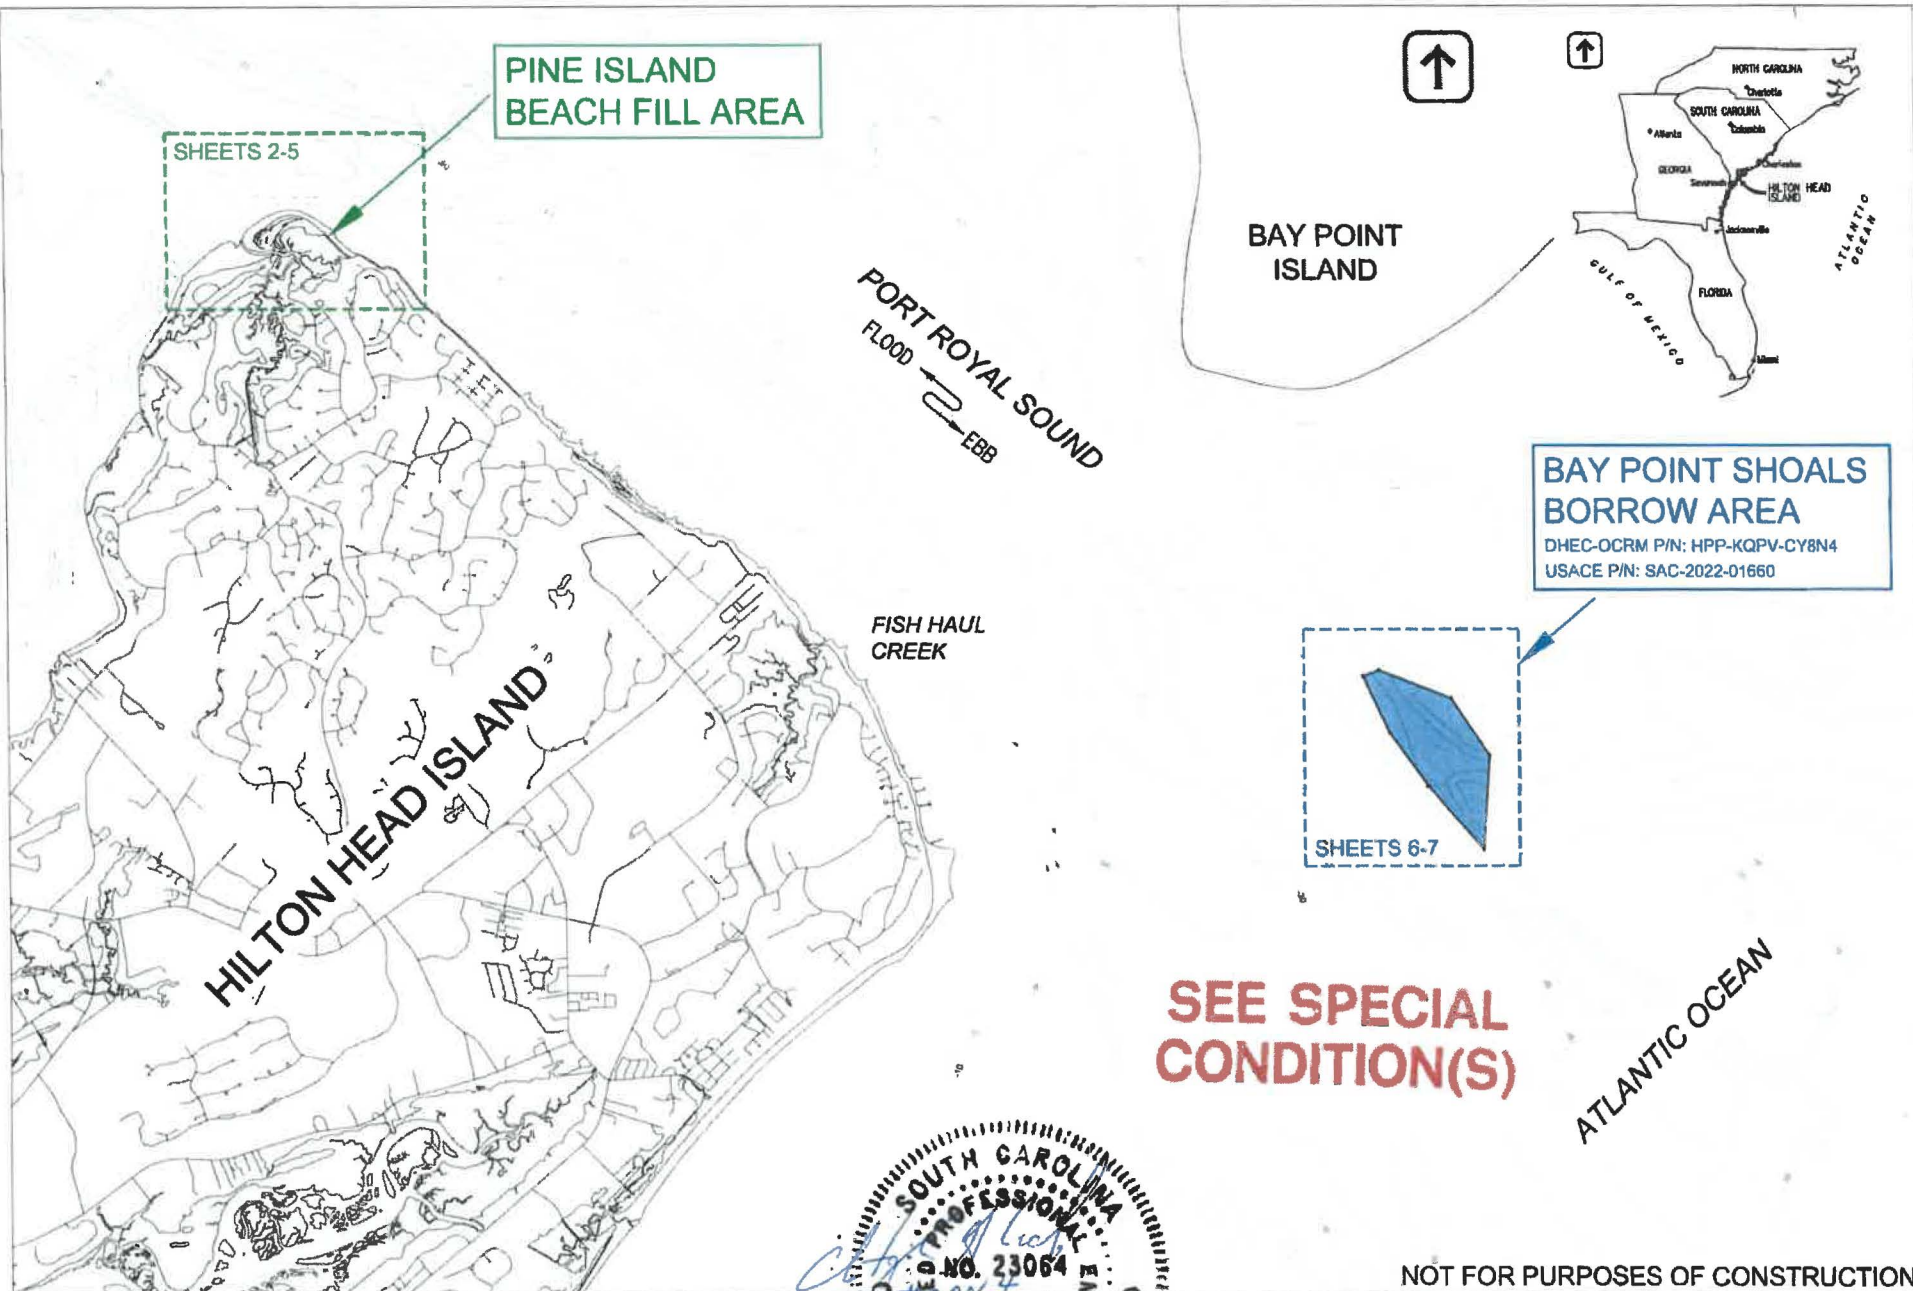 PINE ISLAND
BEACH FILL AREA
SHEETS 2-5
BAY POINT
ISLAND
NORTH CAROLINA
Charlotte
SOUTH CAROLINA
Columbia
Atlanta
GEORGIA
Charleston
Savannah
HILTON HEAD
ISLAND
Jacksonville
ATLANTIC
OCEAN
GULF OF MEXICO
FLORIDA
Miami
PORT ROYAL SOUND
FLOOD
EBB
BAY POINT SHOALS
BORROW AREA
DHEC-OCRM P/N: HPP-KQPV-CY8N4
USACE P/N: SAC-2022-01660
FISH HAUL
CREEK
HILTON HEAD ISLAND
SHEETS 6-7
SEE SPECIAL
CONDITION(S)
ATLANTIC OCEAN
SOUTH CAROLINA
PROFESSIONAL
NO. 23064
NOT FOR PURPOSES OF CONSTRUCTION